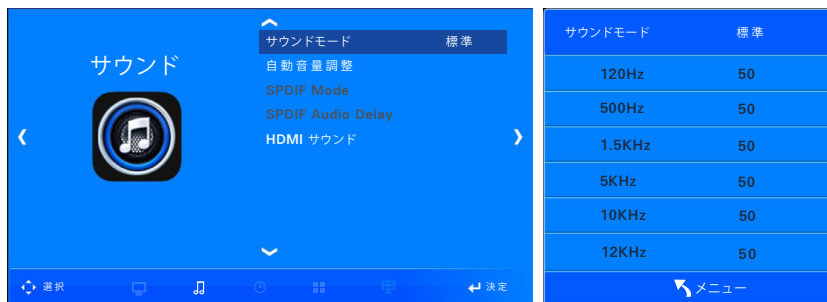 サウンド
サウンドモード 標準
自動音量調整
SPDIF Mode
SPDIF Audio Delay
HDMI サウンド
選択
決定
サウンドモード 標準
120Hz 50
500Hz 50
1.5KHz 50
5KHz 50
10KHz 50
12KHz 50
メニュー